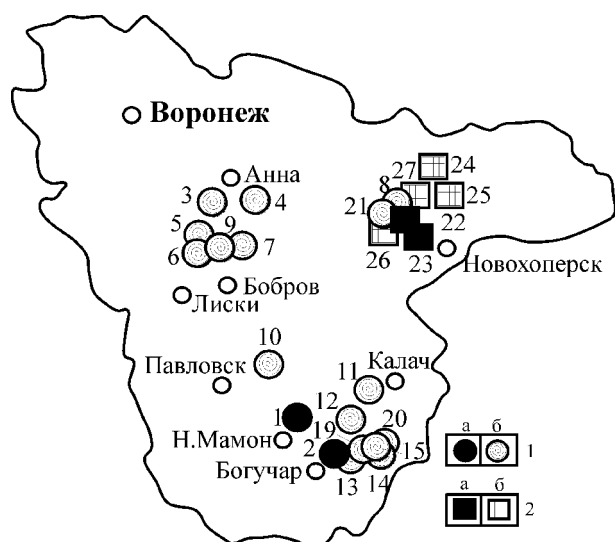 Воронеж
Анна
27
24
3
4
8
25
21
5
9
22
6
7
26
23
Новохоперск
Бобров
Лиски
10
Павловск
Калач
11
12
1
19
20
Н.Мамон
2
15
Богучар
13
14
а б
1
а б
2